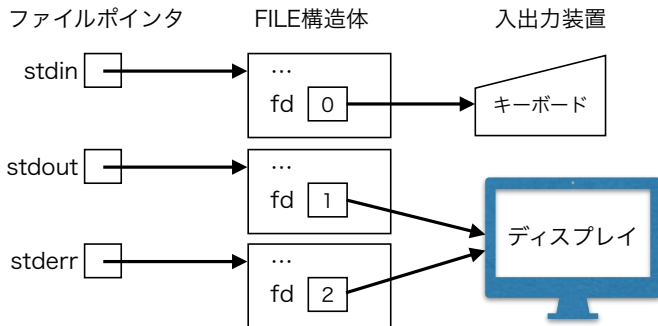 ファイルポインタ FILE構造体 入出力装置
stdin … キーボード
fd 0
stdout … ディスプレイ
fd 1
stderr …
fd 2